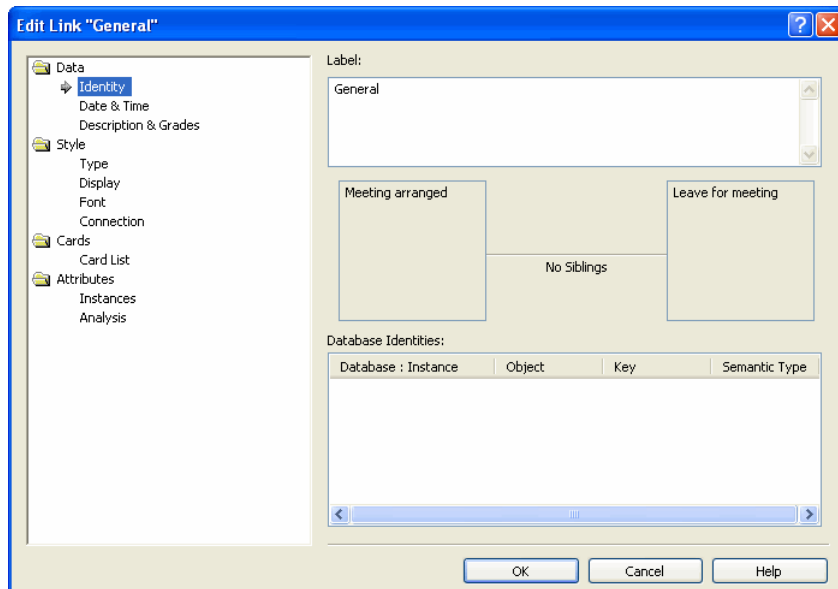 Edit Link "General"
Data
Identity
Date & Time
Description & Grades
Style
Type
Display
Font
Connection
Cards
Card List
Attributes
Instances
Analysis
Label:
General
Meeting arranged
No Siblings
Leave for meeting
Database Identities:
Database : Instance Object Key Semantic Type
OK Cancel Help